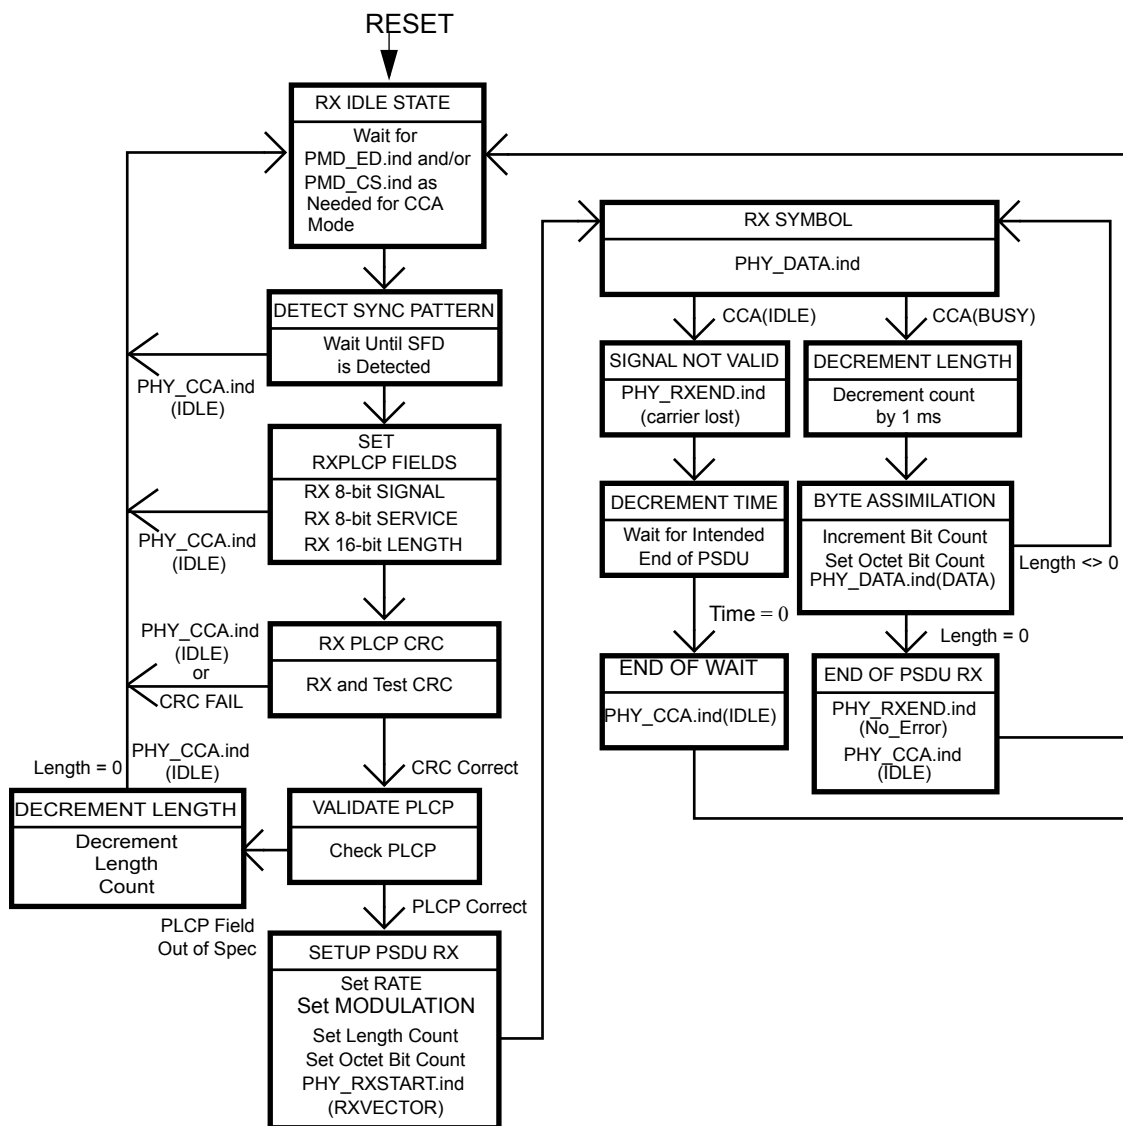 RESET
RX IDLE STATE
Wait for
PMD_ED.ind and/or
PMD_CS.ind as
Needed for CCA
Mode
DETECT SYNC PATTERN
Wait Until SFD
is Detected
PHY_CCA.ind
(IDLE)
SET
RXPLCP FIELDS
RX 8-bit SIGNAL
RX 8-bit SERVICE
RX 16-bit LENGTH
PHY_CCA.ind
(IDLE)
RX PLCP CRC
RX and Test CRC
PHY_CCA.ind
(IDLE)
or
CRC FAIL
CRC Correct
PHY_CCA.ind
(IDLE)
Length = 0
DECREMENT LENGTH
Decrement
Length
Count
VALIDATE PLCP
Check PLCP
PLCP Correct
PLCP Field
Out of Spec
SETUP PSDU RX
Set RATE
Set MODULATION
Set Length Count
Set Octet Bit Count
PHY_RXSTART.ind
(RXVECTOR)
RX SYMBOL
PHY_DATA.ind
CCA(IDLE)
CCA(BUSY)
SIGNAL NOT VALID
PHY_RXEND.ind
(carrier lost)
DECREMENT LENGTH
Decrement count
by 1 ms
DECREMENT TIME
Wait for Intended
End of PSDU
BYTE ASSIMILATION
Increment Bit Count
Set Octet Bit Count
PHY_DATA.ind(DATA)
Length <> 0
Time = 0
Length = 0
END OF WAIT
PHY_CCA.ind(IDLE)
END OF PSDU RX
PHY_RXEND.ind
(No_Error)
PHY_CCA.ind
(IDLE)